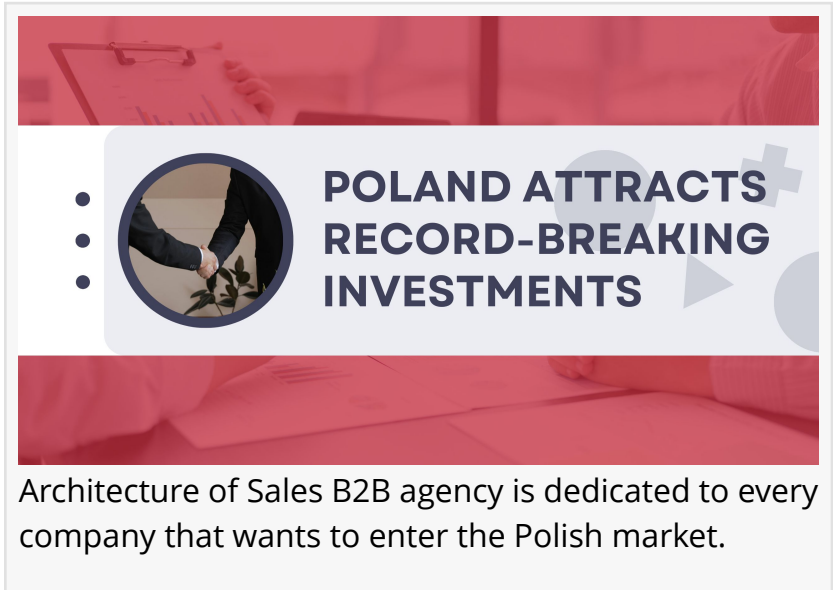 POLAND ATTRACTS
RECORD-BREAKING
INVESTMENTS
Architecture of Sales B2B agency is dedicated to every
company that wants to enter the Polish market.